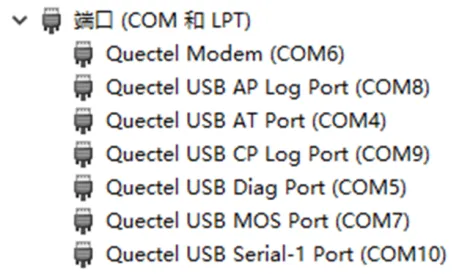 端口 (COM 和 LPT)
Quectel Modem (COM6)
Quectel USB AP Log Port (COM8)
Quectel USB AT Port (COM4)
Quectel USB CP Log Port (COM9)
Quectel USB Diag Port (COM5)
Quectel USB MOS Port (COM7)
Quectel USB Serial-1 Port (COM10)